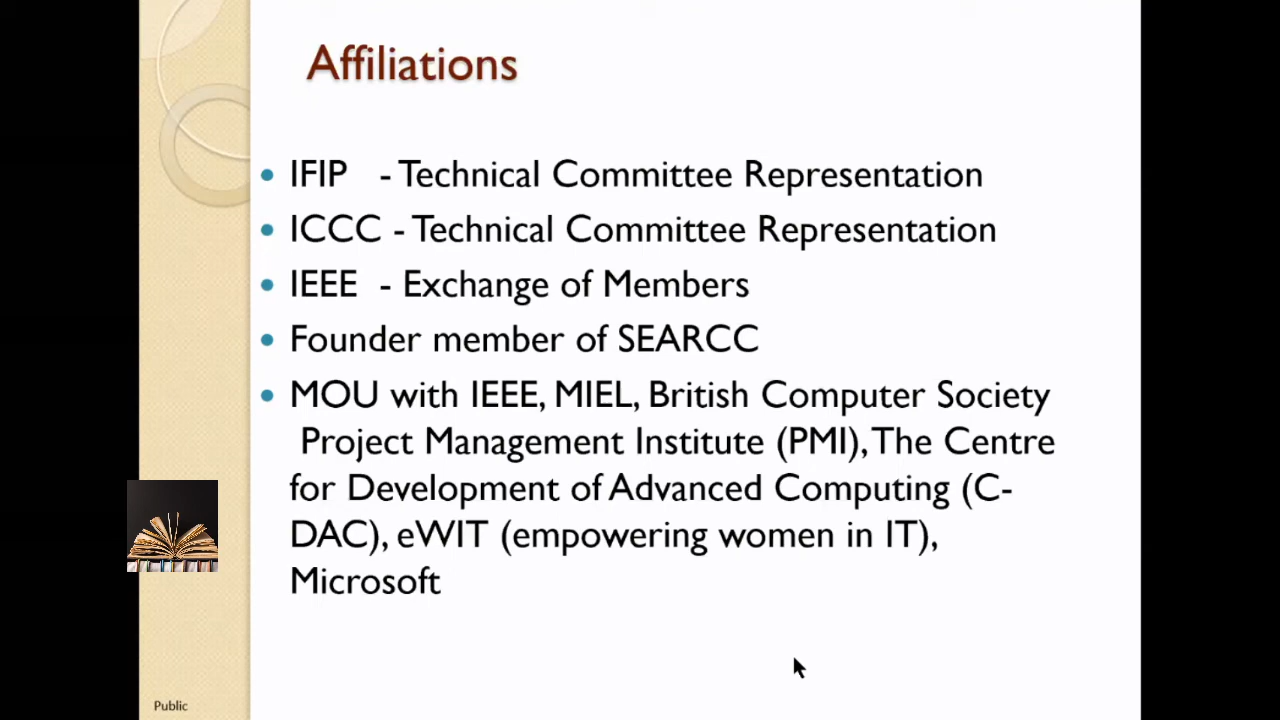 Affiliations
• IFIP - Technical Committee Representation
• ICCC - Technical Committee Representation
• IEEE - Exchange of Members
• Founder member of SEARCC
• MOU with IEEE, MIEL, British Computer Society
Project Management Institute (PMI), The Centre
for Development of Advanced Computing (C-
DAC), eWIT (empowering women in IT),
Microsoft
Public